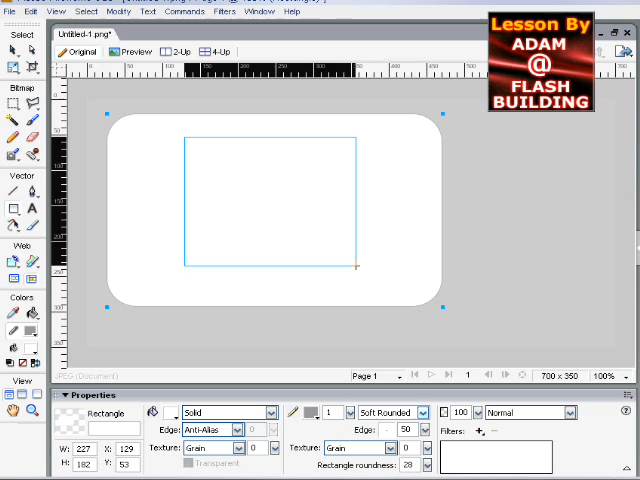 File Edit View Select Modify Text Commands Filters Window Help
Lesson By
ADAM
@
FLASH
BUILDING
Select
Untitled-1.png*
Original Preview 2-Up 4-Up
Bitmap
Vector
Web
Colors
View
JPEG (Document)
Page 1
1
700 x 350
100%
Properties
Rectangle
Solid
1
Soft Rounded
100
Normal
Edge: Anti-Alias 0
Edge: - 50
Filters: + -
W: 227 X: 129
H: 182 Y: 53
Texture: Grain 0
Texture: Grain 0
Transparent
Rectangle roundness: 28